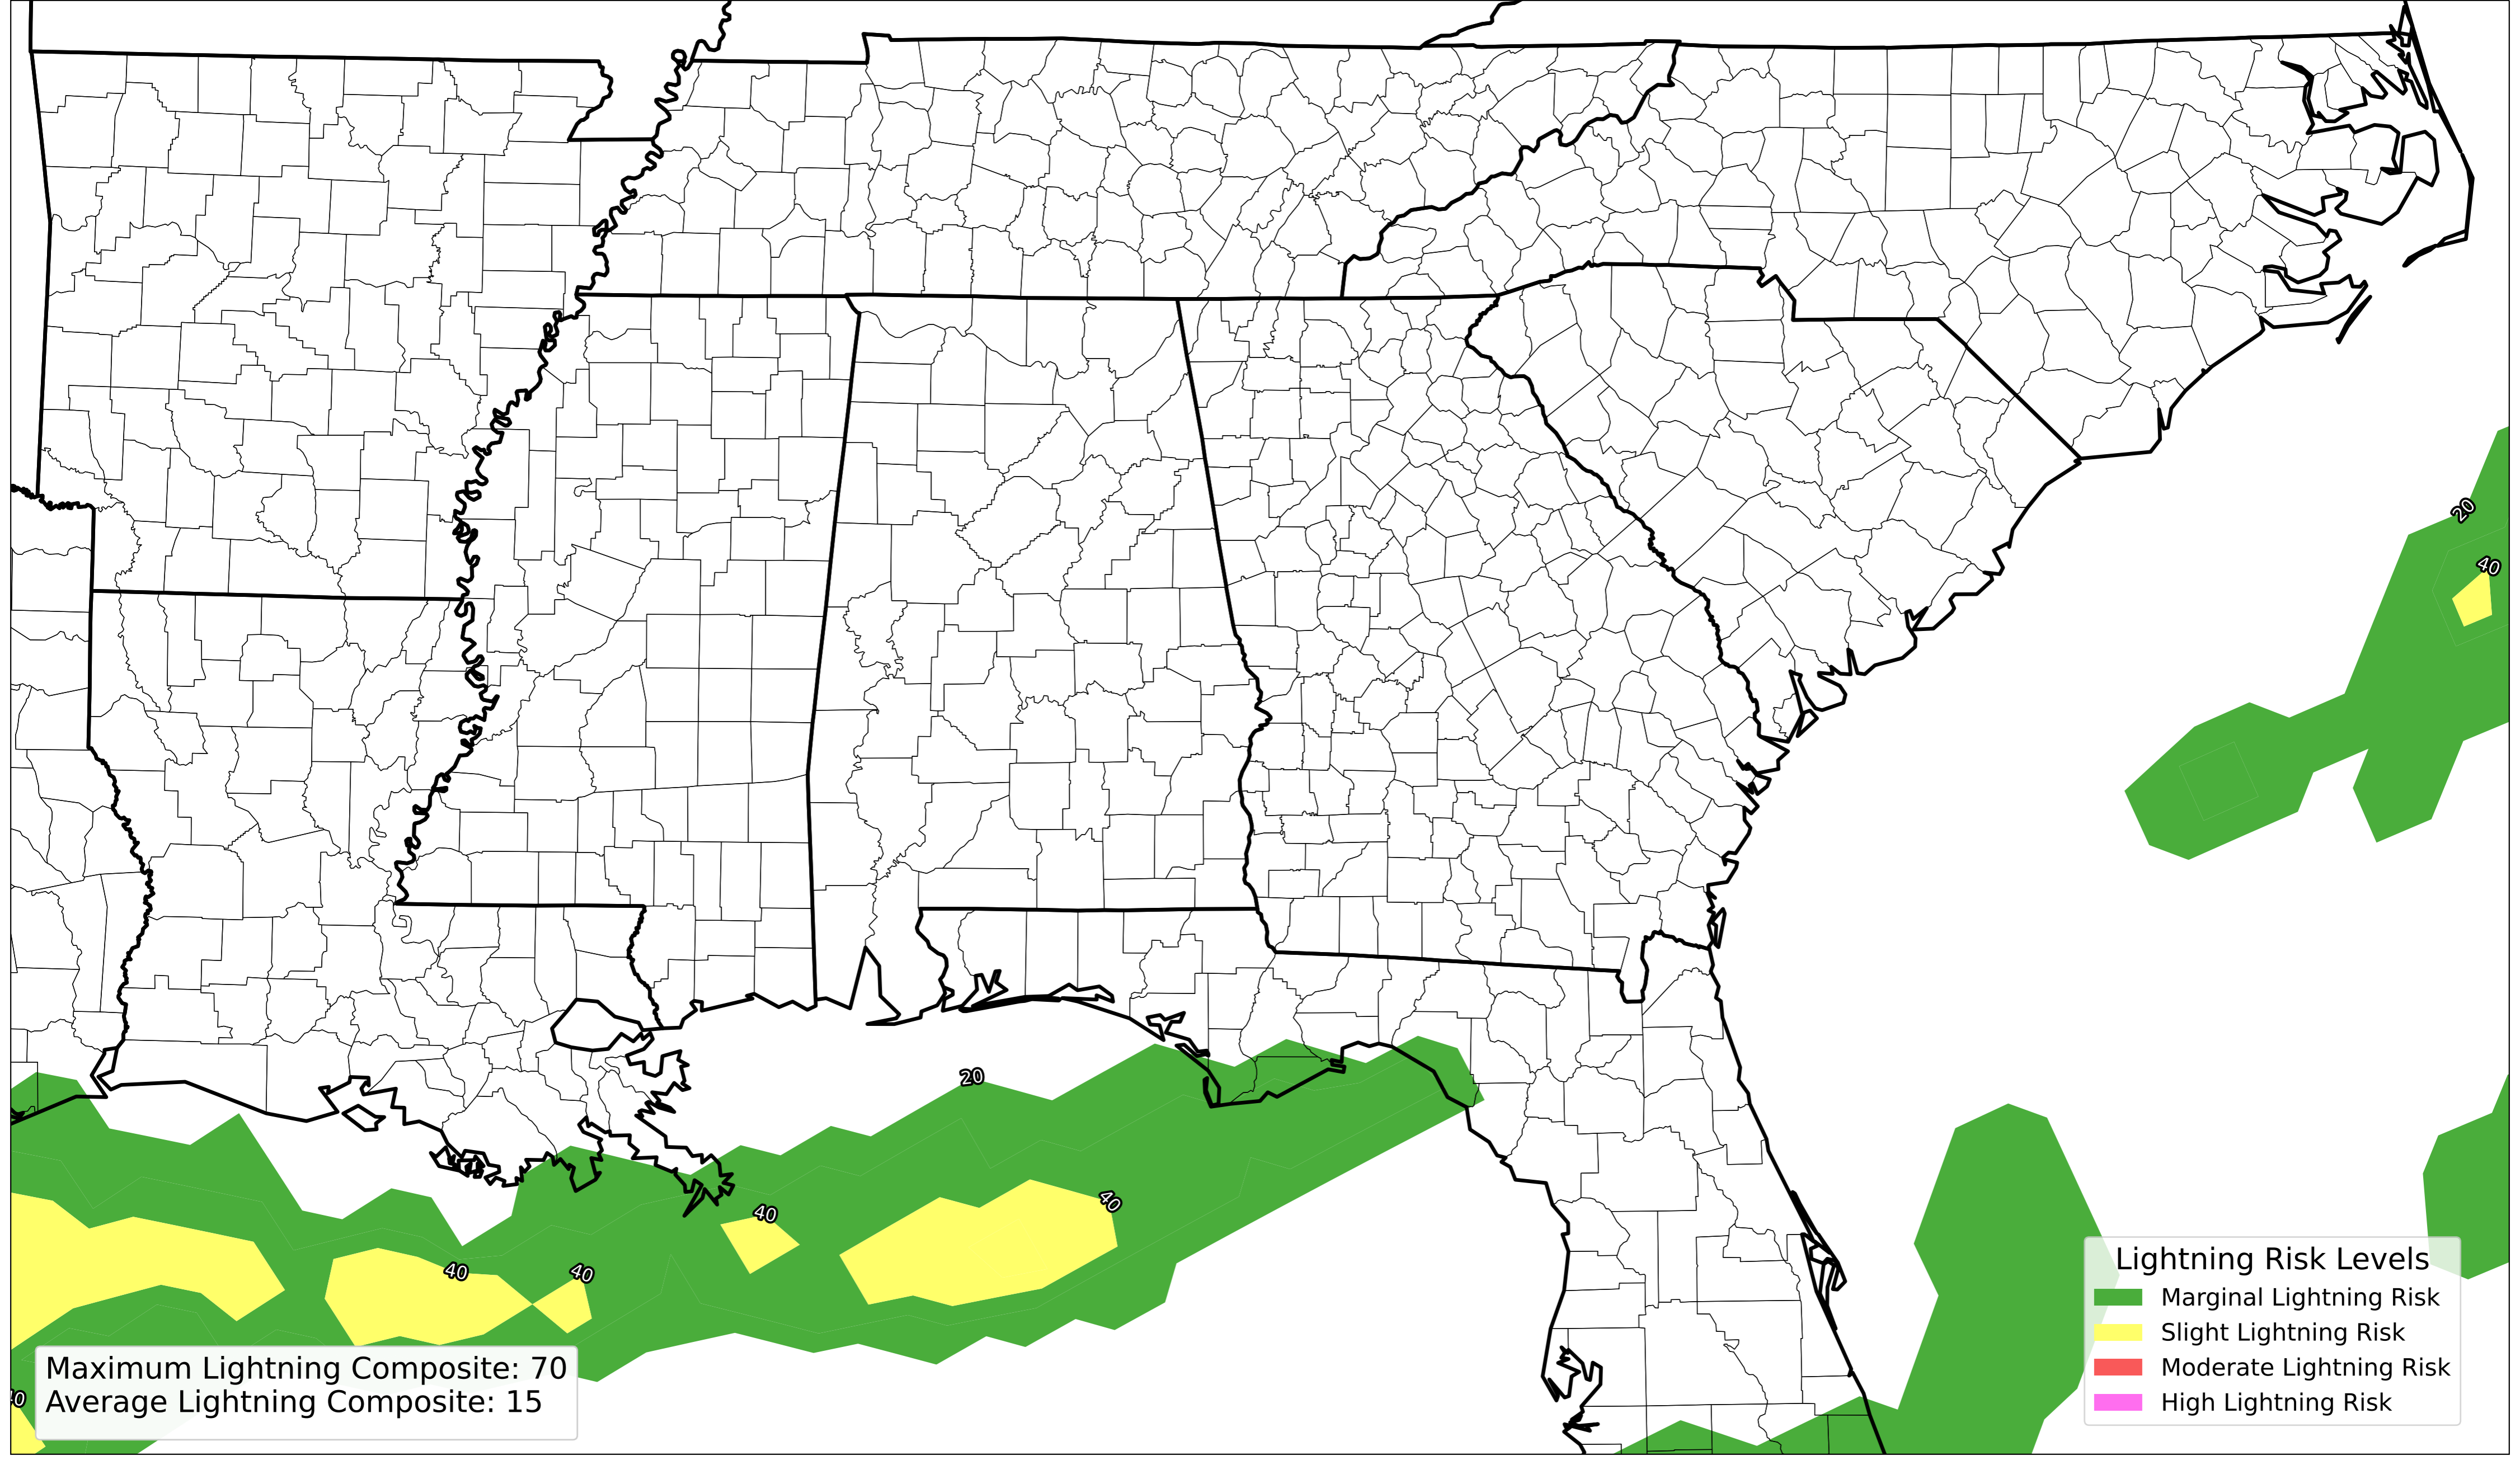 20
40
20
40
40
40
40
Lightning Risk Levels
Marginal Lightning Risk
Slight Lightning Risk
Moderate Lightning Risk
High Lightning Risk
Maximum Lightning Composite: 70
Average Lightning Composite: 15